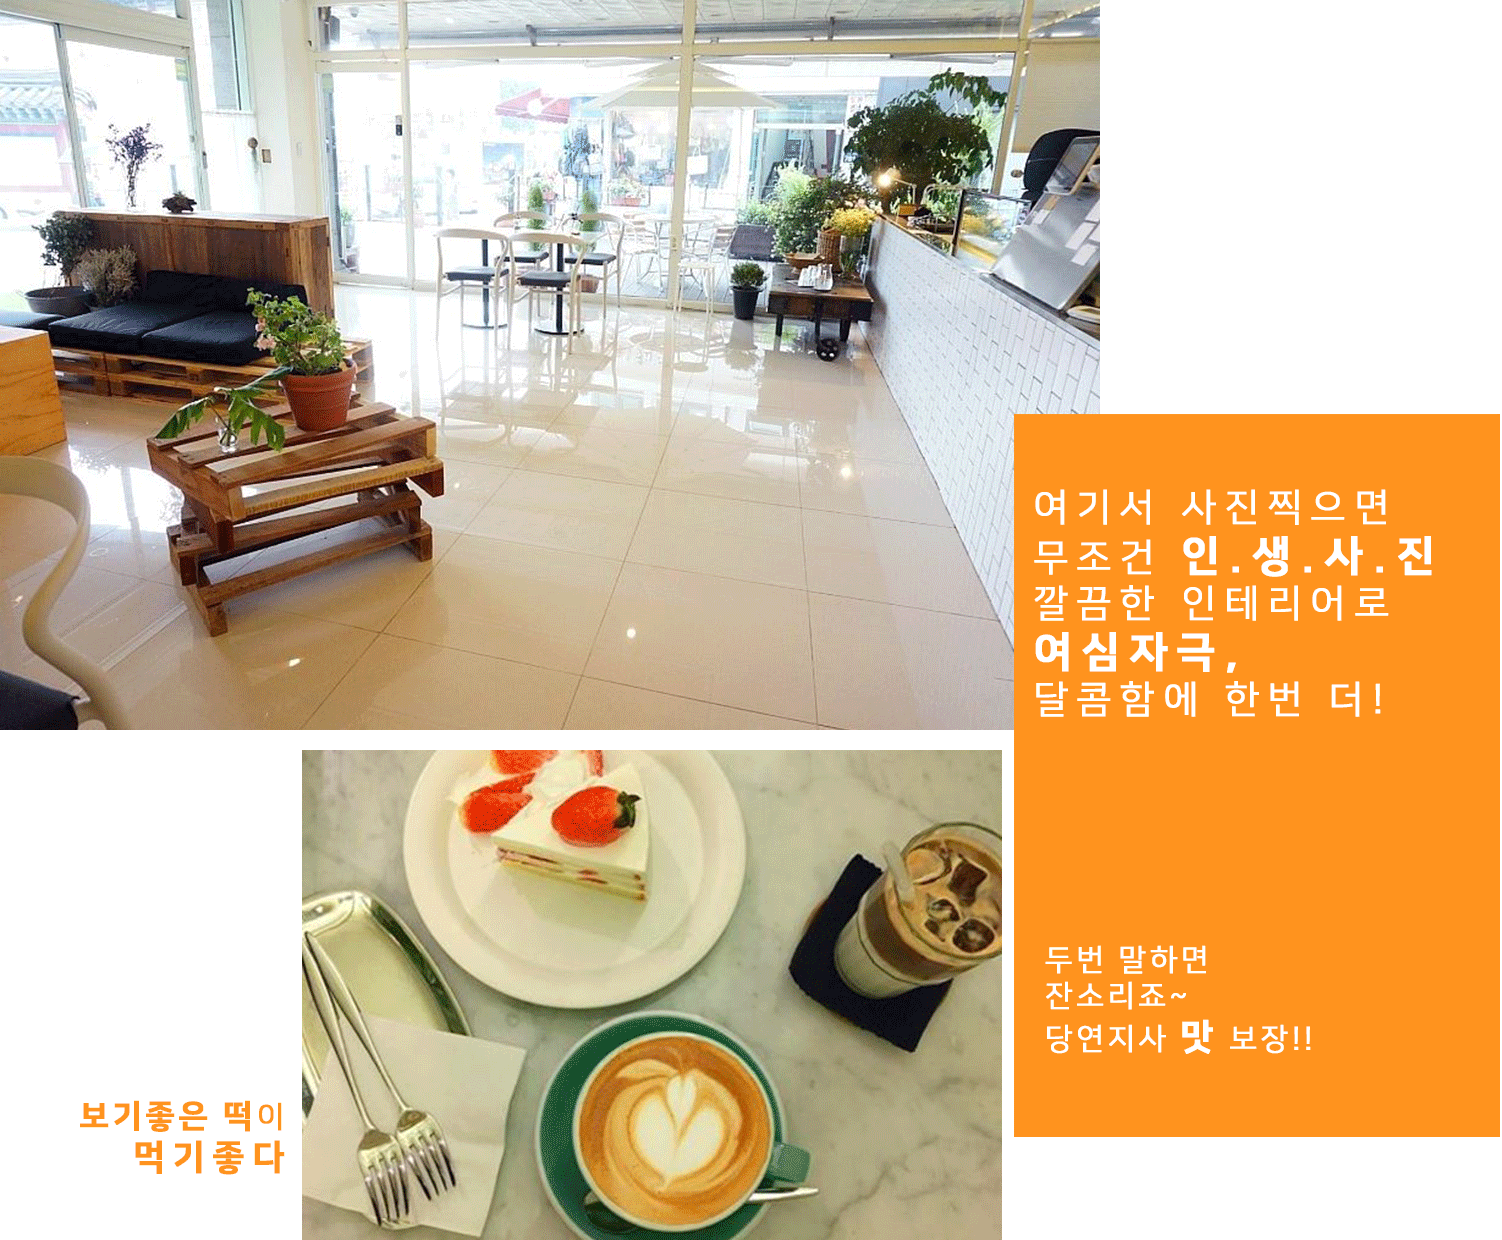 여기서 사진찍으면
무조건 인.생.사.진
깔끔한 인테리어로
여심자극,
달콤함에 한번 더!
두번 말하면
잔소리죠~
당연지사 맛 보장!!
보기좋은 떡이
먹기좋다